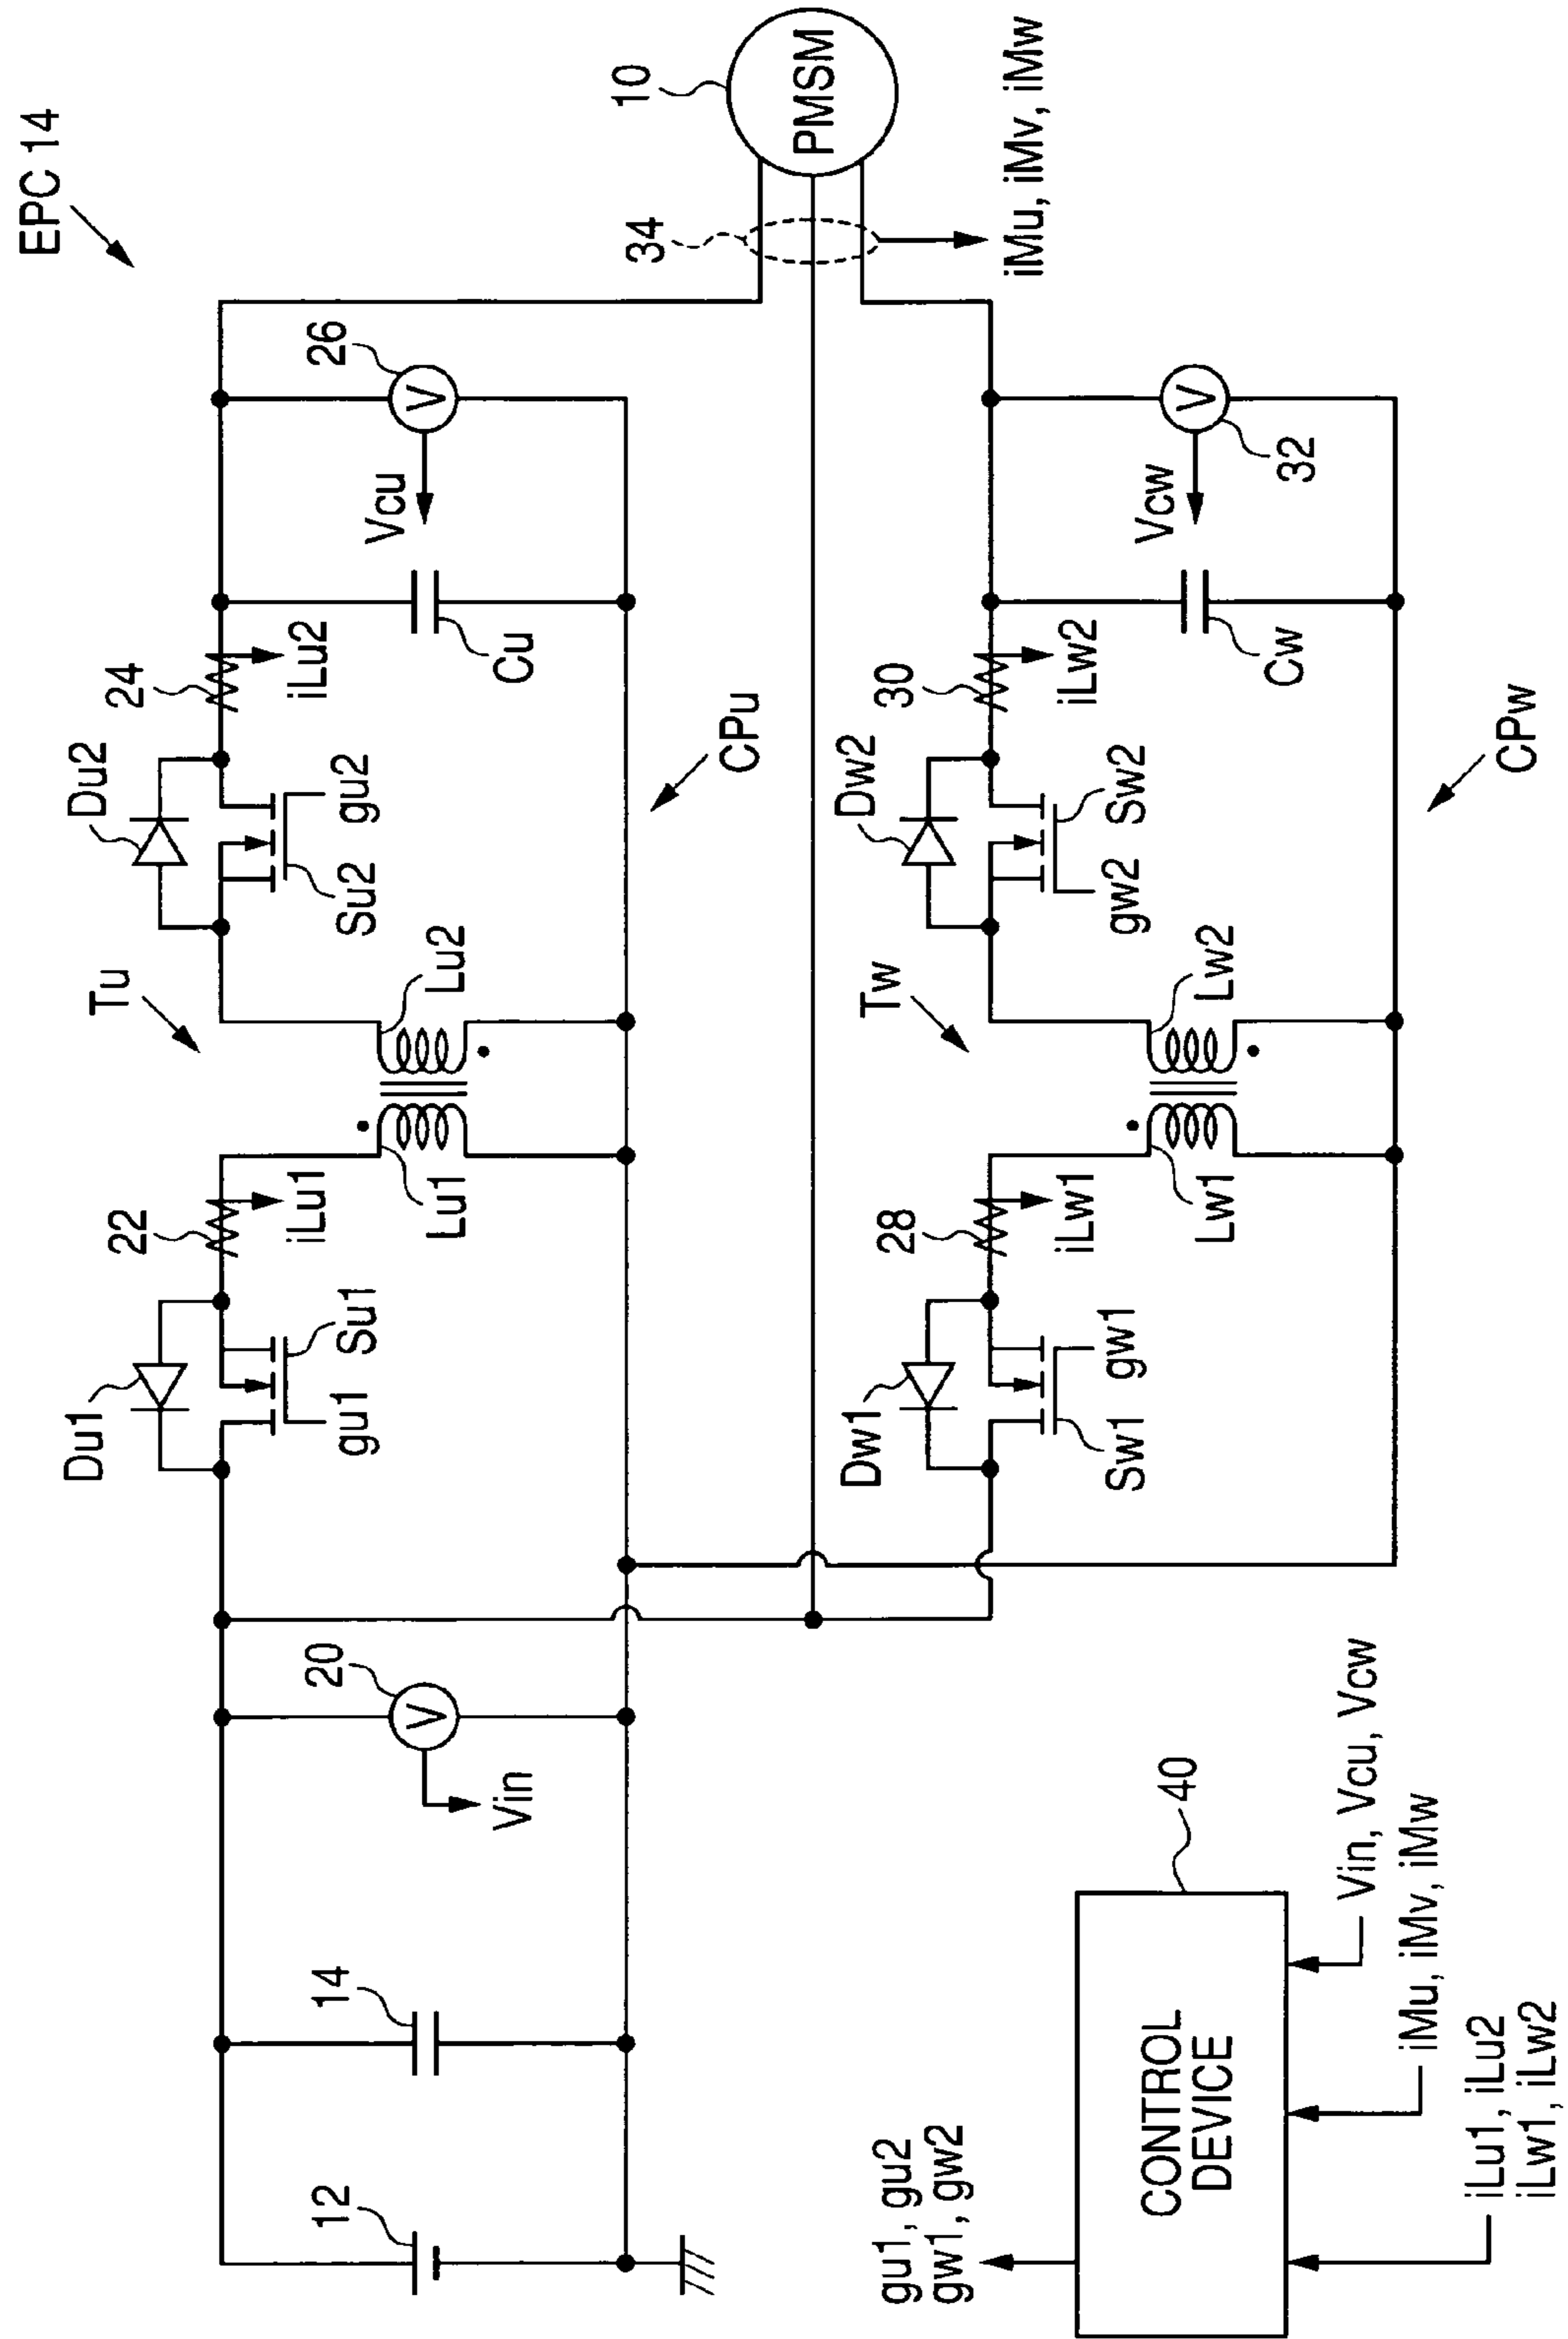 EPC 14
10
PMSM
34
iMu, iMv, iMw
Tu
Du1
22
Du2
24
26
V
Vcu
gu1
Su1
iLu1
Lu1
Lu2
Su2
gu2
iLu2
Cu
CPu
12
14
20
V
Vin
Tw
Dw1
28
Dw2
30
V
Vcw
32
Sw1
gw1
iLw1
Lw1
Lw2
gw2
Sw2
iLw2
Cw
CPw
gu1, gu2
gw1, gw2
CONTROL
DEVICE
40
Vin, Vcu, Vcw
iMu, iMv, iMw
iLu1, iLu2
iLw1, iLw2